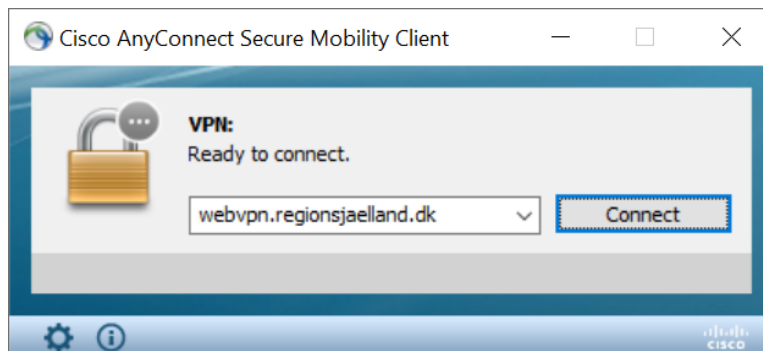 Cisco AnyConnect Secure Mobility Client
VPN:
Ready to connect.
webvpn.regionsjaelland.dk
Connect
CISCO